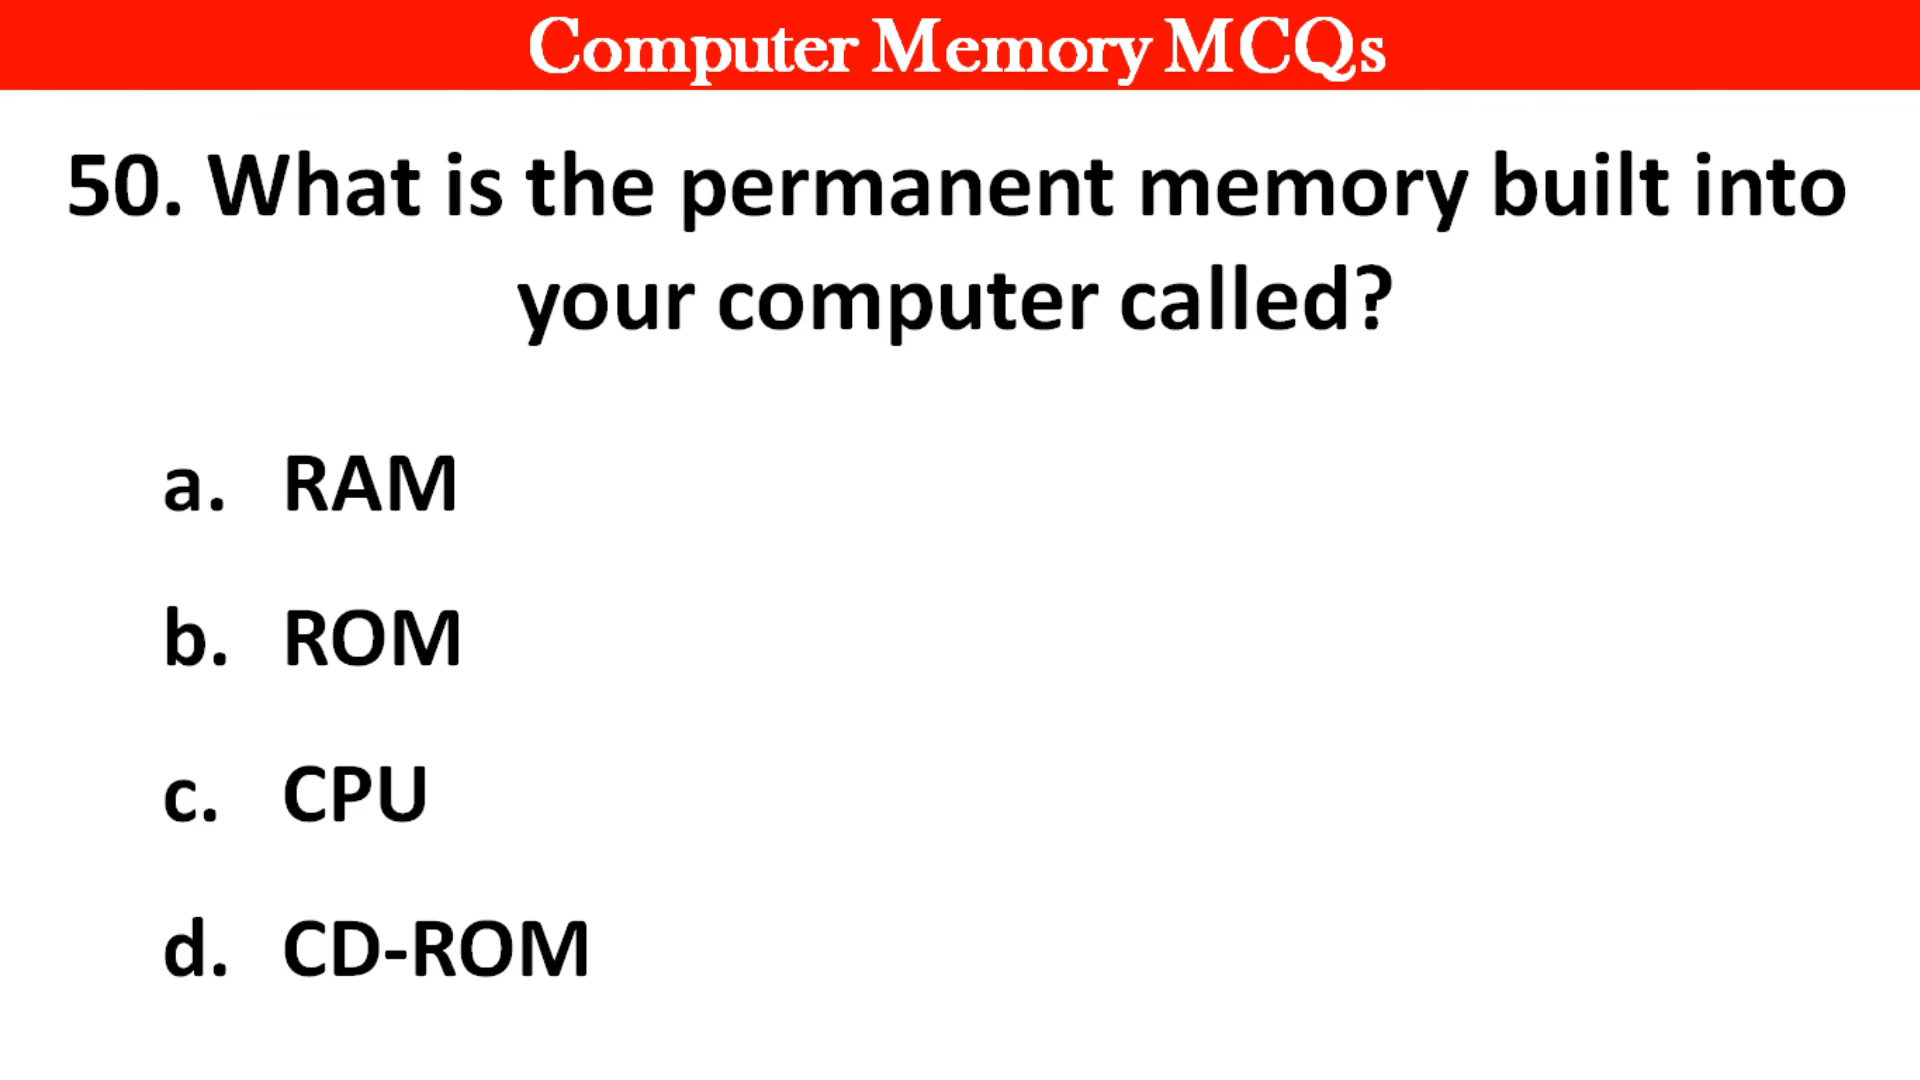 Computer Memory MCQs
50. What is the permanent memory built into
your computer called?
a. RAM
b. ROM
c. CPU
d. CD-ROM